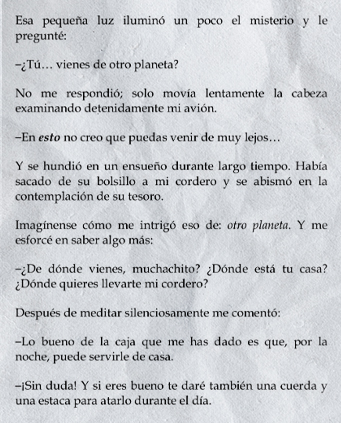 Esa pequeña luz iluminó un poco el misterio y le
pregunté:
–¿Tú… vienes de otro planeta?
No me respondió; solo movía lentamente la cabeza
examinando detenidamente mi avión.
–En esto no creo que puedas venir de muy lejos…
Y se hundió en un ensueño durante largo tiempo. Había
sacado de su bolsillo a mi cordero y se abismó en la
contemplación de su tesoro.
Imagínense cómo me intrigó eso de: otro planeta. Y me
esforcé en saber algo más:
–¿De dónde vienes, muchachito? ¿Dónde está tu casa?
¿Dónde quieres llevarte mi cordero?
Después de meditar silenciosamente me comentó:
–Lo bueno de la caja que me has dado es que, por la
noche, puede servirle de casa.
–¡Sin duda! Y si eres bueno te daré también una cuerda y
una estaca para atarlo durante el día.